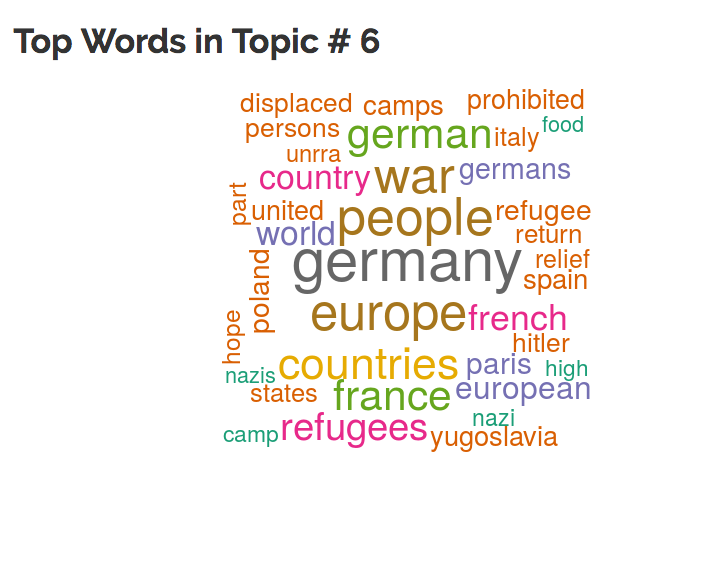 Top Words in Topic # 6
displaced camps prohibited
persons german italy food
unrra
country war germans
part united people refugee
world return
germany relief
poland spain
europe french
hope hitler
nazis countries paris high
states france european
camp refugees nazi
yugoslavia